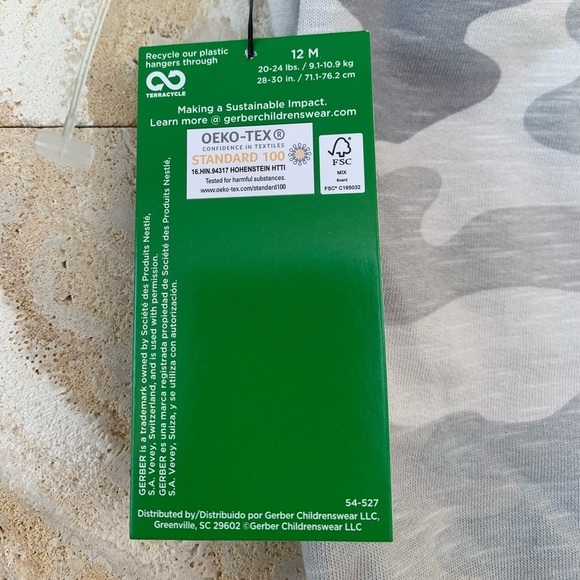 Recycle our plastic
hangers through
TERRACYCLE
12 M
20-24 lbs. / 9.1-10.9 kg
28-30 in. / 71.1-76.2 cm
Making a Sustainable Impact.
Learn more @ gerberchildrenswear.com
OEKO-TEX®
CONFIDENCE IN TEXTILES
STANDARD 100
16.HIN.94317 HOHENSTEIN HTTI
Tested for harmful substances.
www.oeko-tex.com/standard100
FSC
MIX
Board
FSC® C165032
GERBER is a trademark owned by Société des Produits Nestlé,
S.A. Vevey, Switzerland, and is used with permission.
GERBER es una marca registrada propiedad de Société des Produits Nestlé,
S.A. Vevey, Suiza, y se utiliza con autorización.
54-527
Distributed by/Distribuido por Gerber Childrenswear LLC,
Greenville, SC 29602 ©Gerber Childrenswear LLC